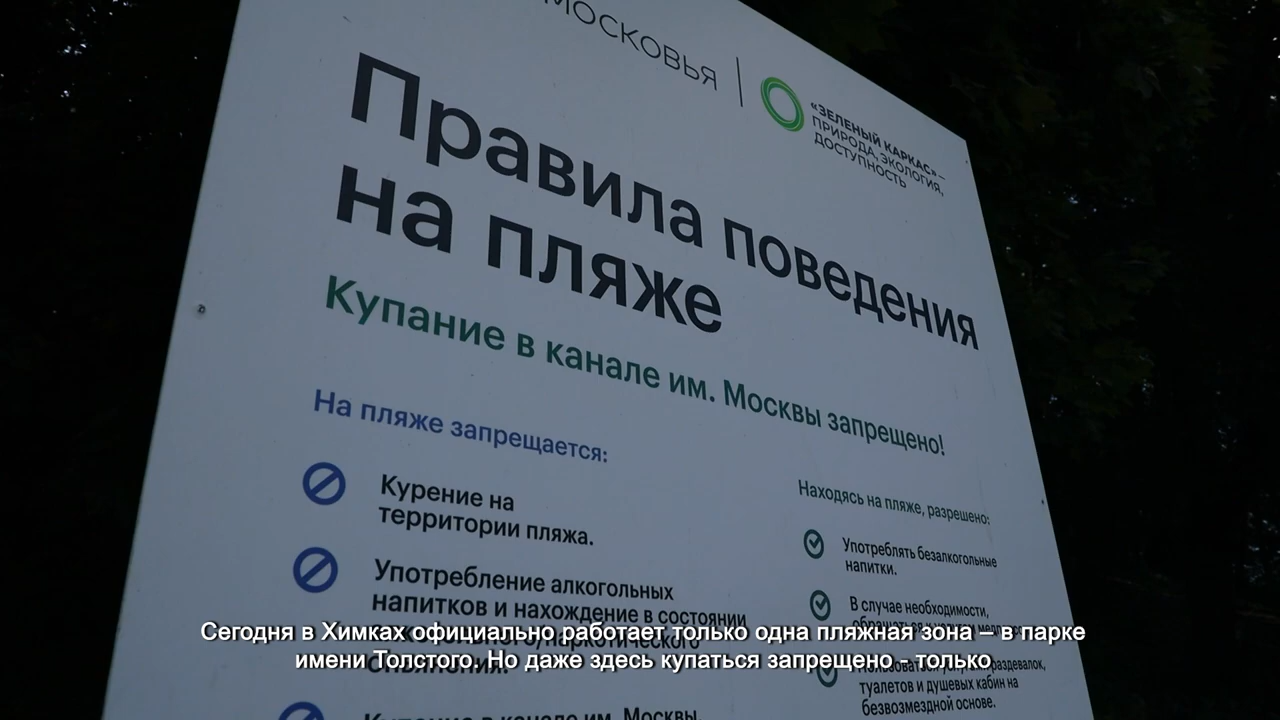 МОСКОВЬЯ
«ЗЕЛЕНЫЙ КАРКАС» –
ПРИРОДА, ЭКОЛОГИЯ,
ДОСТУПНОСТЬ
Правила поведения
на пляже
Купание в канале им. Москвы запрещено!
На пляже запрещается:
Курение на
территории пляжа.
Употребление алкогольных
напитков и нахождение в состоянии
Купание в канале им. Москвы.
Находясь на пляже, разрешено:
Употреблять безалкогольные
напитки.
В случае необходимости,
раздевалок,
туалетов и душевых кабин на
безвозмездной основе.
Сегодня в Химках официально работает только одна пляжная зона – в парке
имени Толстого. Но даже здесь купаться запрещено - только